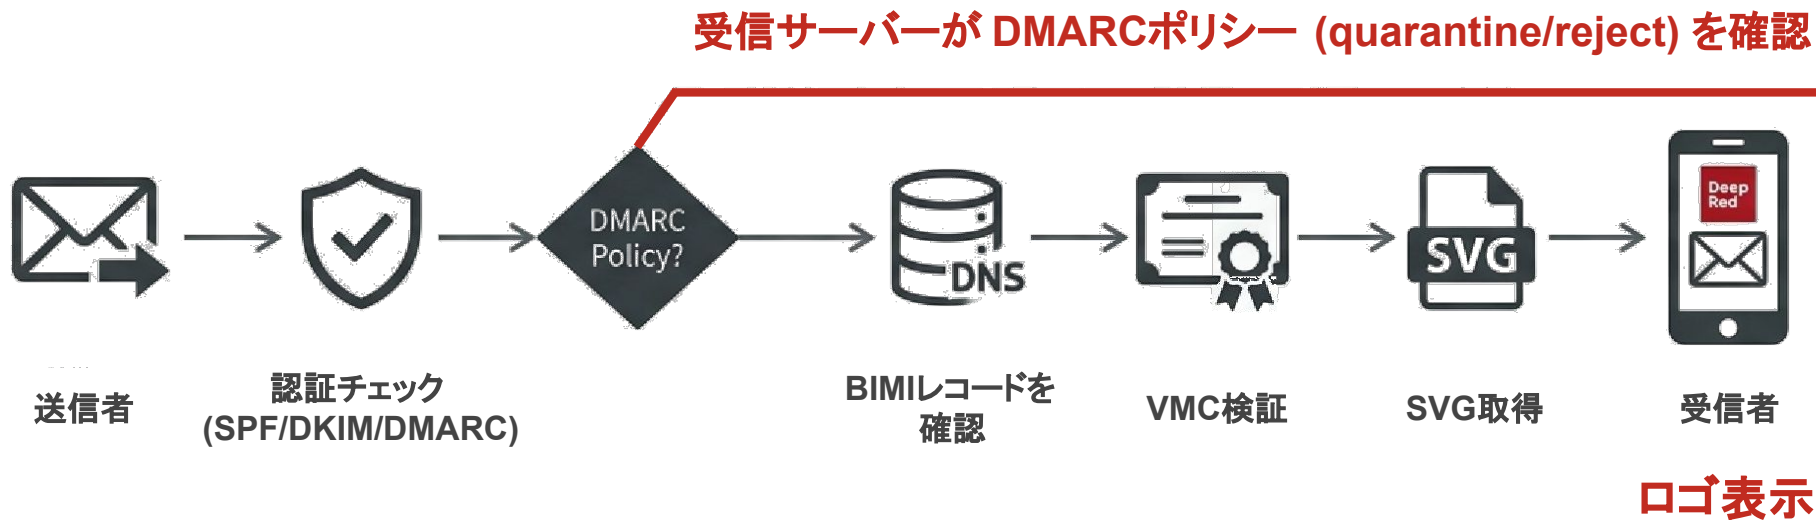 受信サーバーが DMARCポリシー (quarantine/reject) を確認
DMARC
Policy?
DNS
SVG
Deep
Red
送信者
認証チェック
(SPF/DKIM/DMARC)
BIMIレコードを
確認
VMC検証
SVG取得
受信者
ロゴ表示